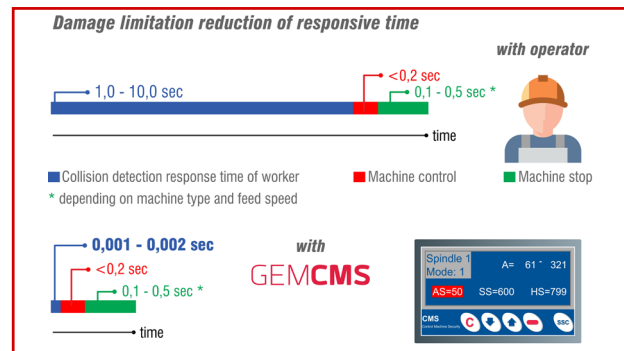 Damage limitation reduction of responsive time
with operator
1,0 - 10,0 sec
<0,2 sec
0,1 - 0,5 sec *
time
Collision detection response time of worker
Machine control
Machine stop
* depending on machine type and feed speed
0,001 - 0,002 sec
<0,2 sec
0,1 - 0,5 sec *
time
with
GEMCMS
Spindle 1
Mode: 1
A= 61 - 321
AS=50 SS=600 HS=799
CMS
Control Machine Security
C
SSC